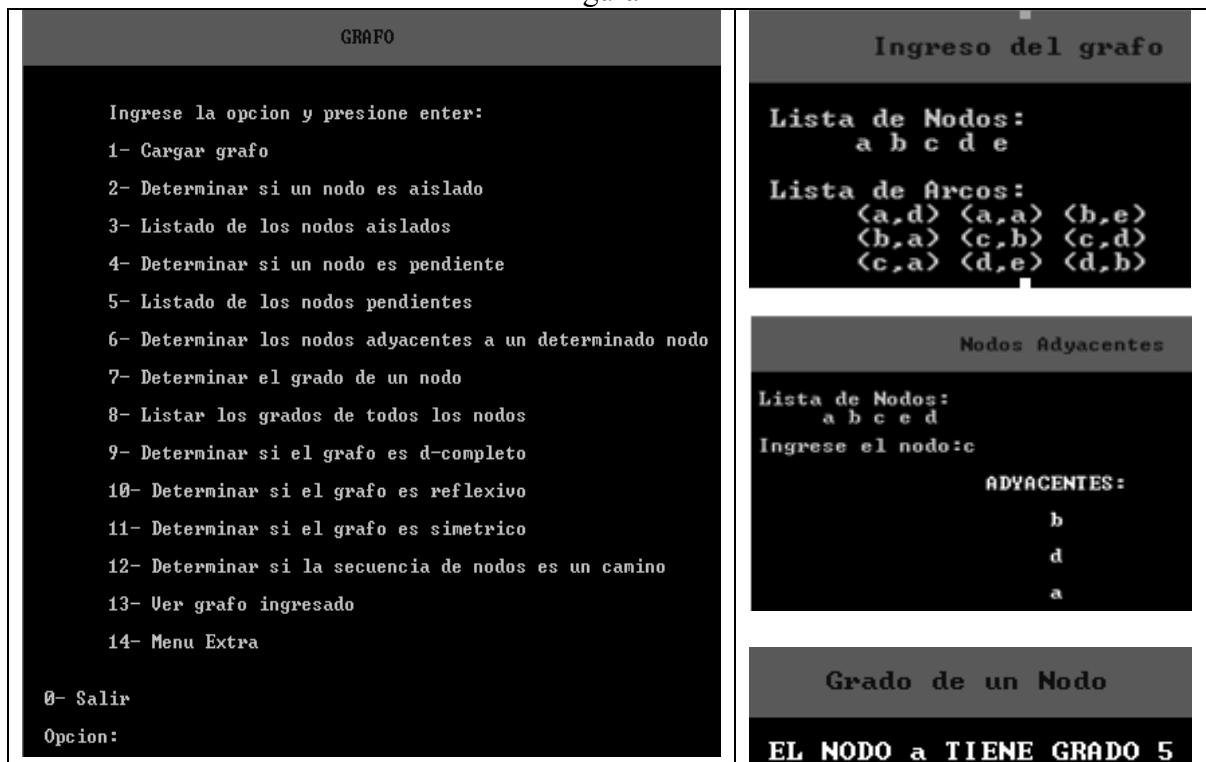 GRAFO
Ingrese la opcion y presione enter:
1- Cargar grafo
2- Determinar si un nodo es aislado
3- Listado de los nodos aislados
4- Determinar si un nodo es pendiente
5- Listado de los nodos pendientes
6- Determinar los nodos adyacentes a un determinado nodo
7- Determinar el grado de un nodo
8- Listar los grados de todos los nodos
9- Determinar si el grafo es d-completo
10- Determinar si el grafo es reflexivo
11- Determinar si el grafo es simetrico
12- Determinar si la secuencia de nodos es un camino
13- Ver grafo ingresado
14- Menu Extra
0- Salir
Opcion:
Ingreso del grafo
Lista de Nodos:
a b c d e
Lista de Arcos:
(a,d) (a,a) (b,e)
(b,a) (c,b) (c,d)
(c,a) (d,e) (d,b)
Nodos Adyacentes
Lista de Nodos:
a b c e d
Ingrese el nodo:c
ADYACENTES:
b
d
a
Grado de un Nodo
EL NODO a TIENE GRADO 5